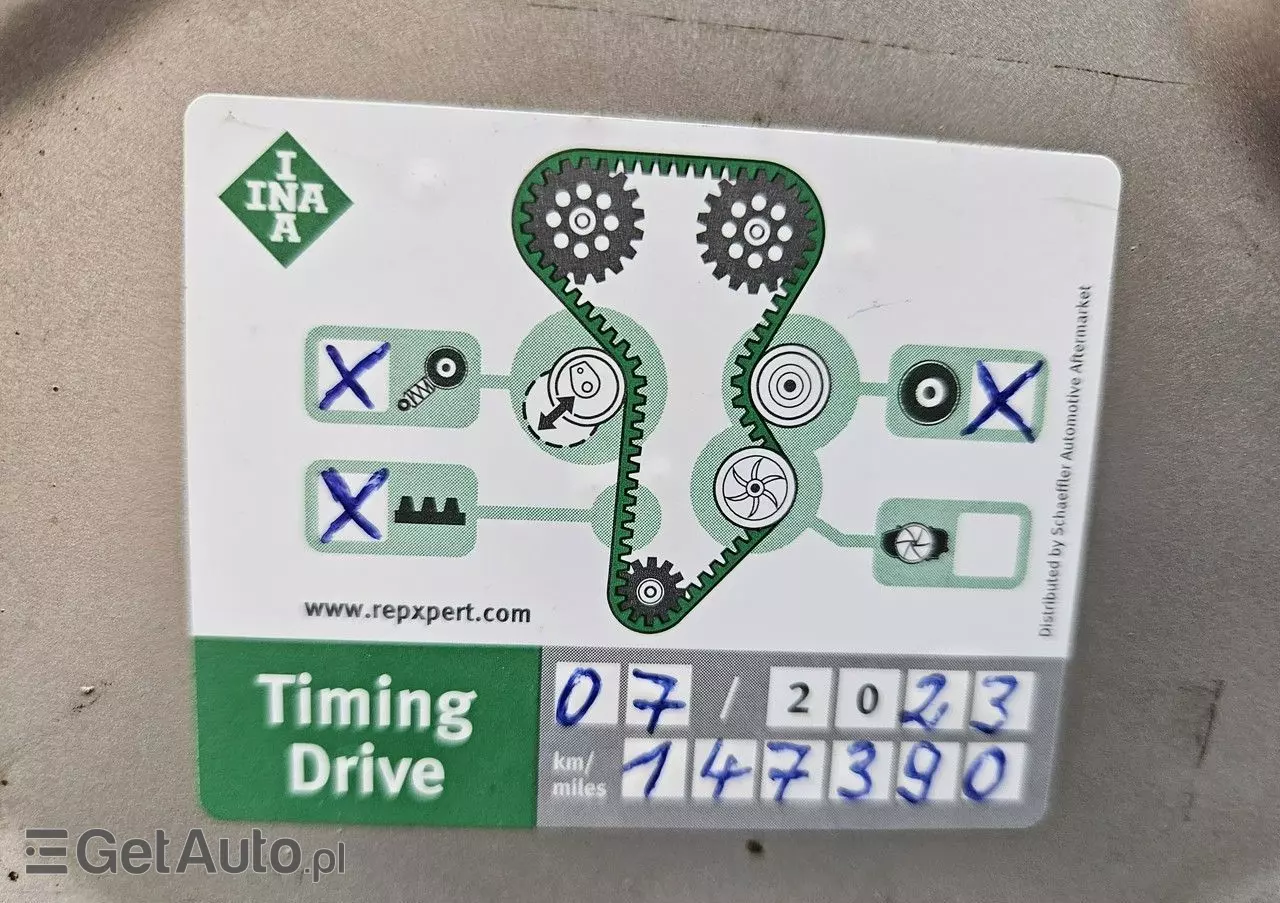 I
INA
A
X
X
X
www.repxpert.com
Distributed by Schaeffler Automotive Aftermarket
Timing
Drive
07 / 2023
km/
miles
147390
GetAuto.pl